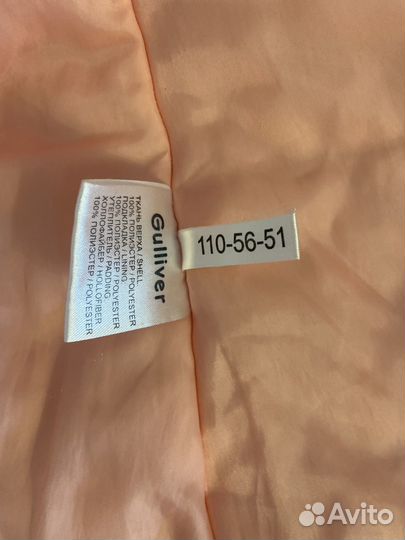 Gulliver
ТКАНЬ ВЕРХА / SHELL
100% ПОЛИЭСТЕР / POLYESTER
ПОДКЛАДКА / LINING
100% ПОЛИЭСТЕР / POLYESTER
УТЕПЛИТЕЛЬ / PADDING
ХОЛЛОФАЙБЕР / HOLLOFIBER
100% ПОЛИЭСТЕР / POLYESTER
110-56-51
Avito